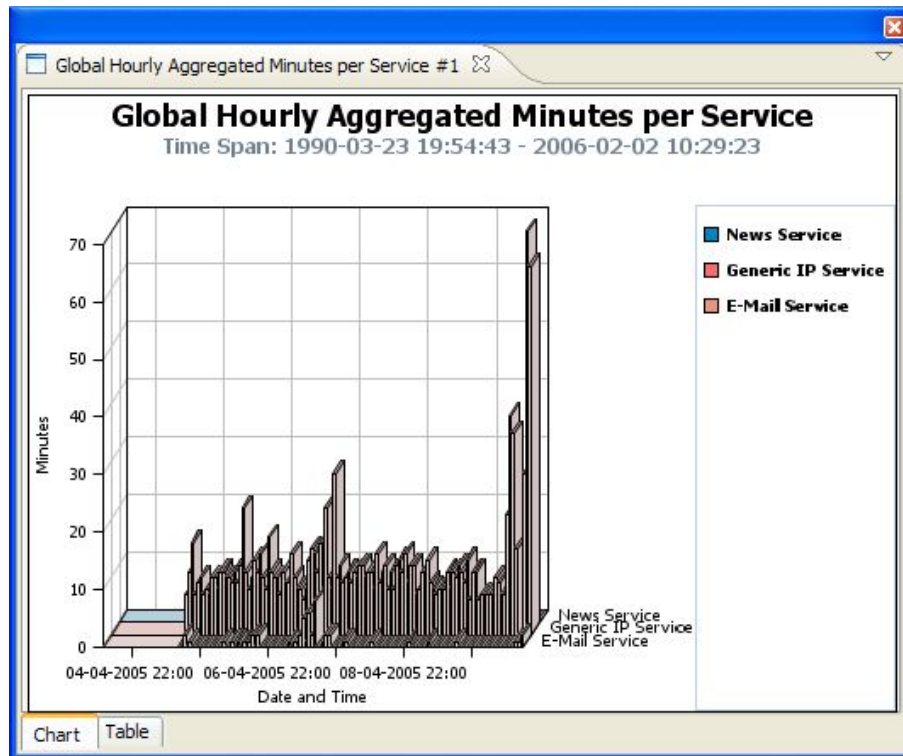 Global Hourly Aggregated Minutes per Service #1
Global Hourly Aggregated Minutes per Service
Time Span: 1990-03-23 19:54:43 - 2006-02-02 10:29:23
News Service
Generic IP Service
E-Mail Service
70
60
50
40
30
20
10
0
Minutes
News Service
Generic IP Service
E-Mail Service
04-04-2005 22:00 06-04-2005 22:00 08-04-2005 22:00
Date and Time
Chart Table